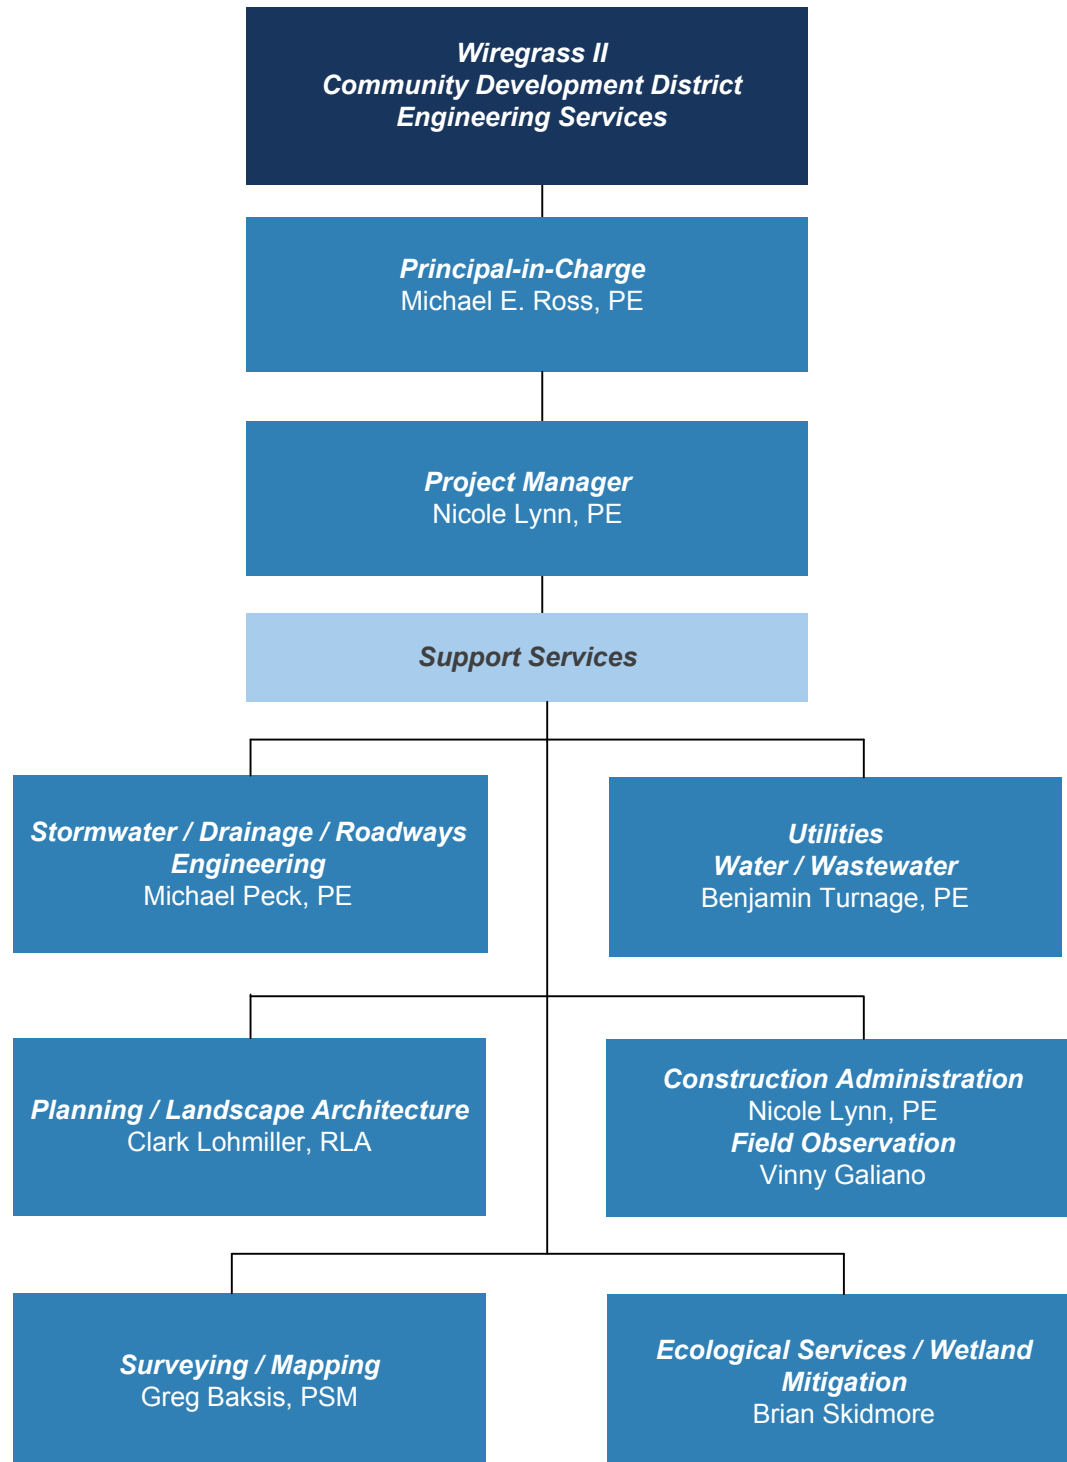 Wiregrass II
Community Development District
Engineering Services
Principal-in-Charge
Michael E. Ross, PE
Project Manager
Nicole Lynn, PE
Support Services
Stormwater / Drainage / Roadways
Engineering
Michael Peck, PE
Utilities
Water / Wastewater
Benjamin Turnage, PE
Planning / Landscape Architecture
Clark Lohmiller, RLA
Construction Administration
Nicole Lynn, PE
Field Observation
Vinny Galiano
Surveying / Mapping
Greg Baksis, PSM
Ecological Services / Wetland
Mitigation
Brian Skidmore